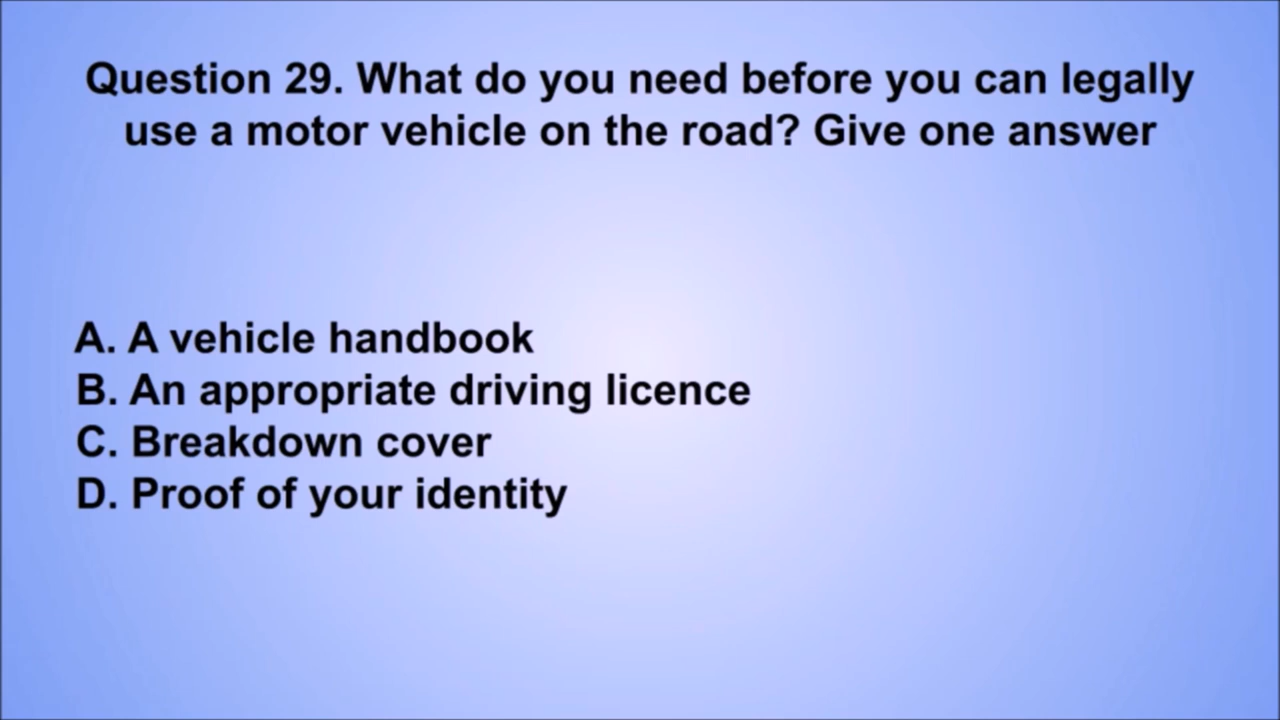 Question 29. What do you need before you can legally
use a motor vehicle on the road? Give one answer
A. A vehicle handbook
B. An appropriate driving licence
C. Breakdown cover
D. Proof of your identity